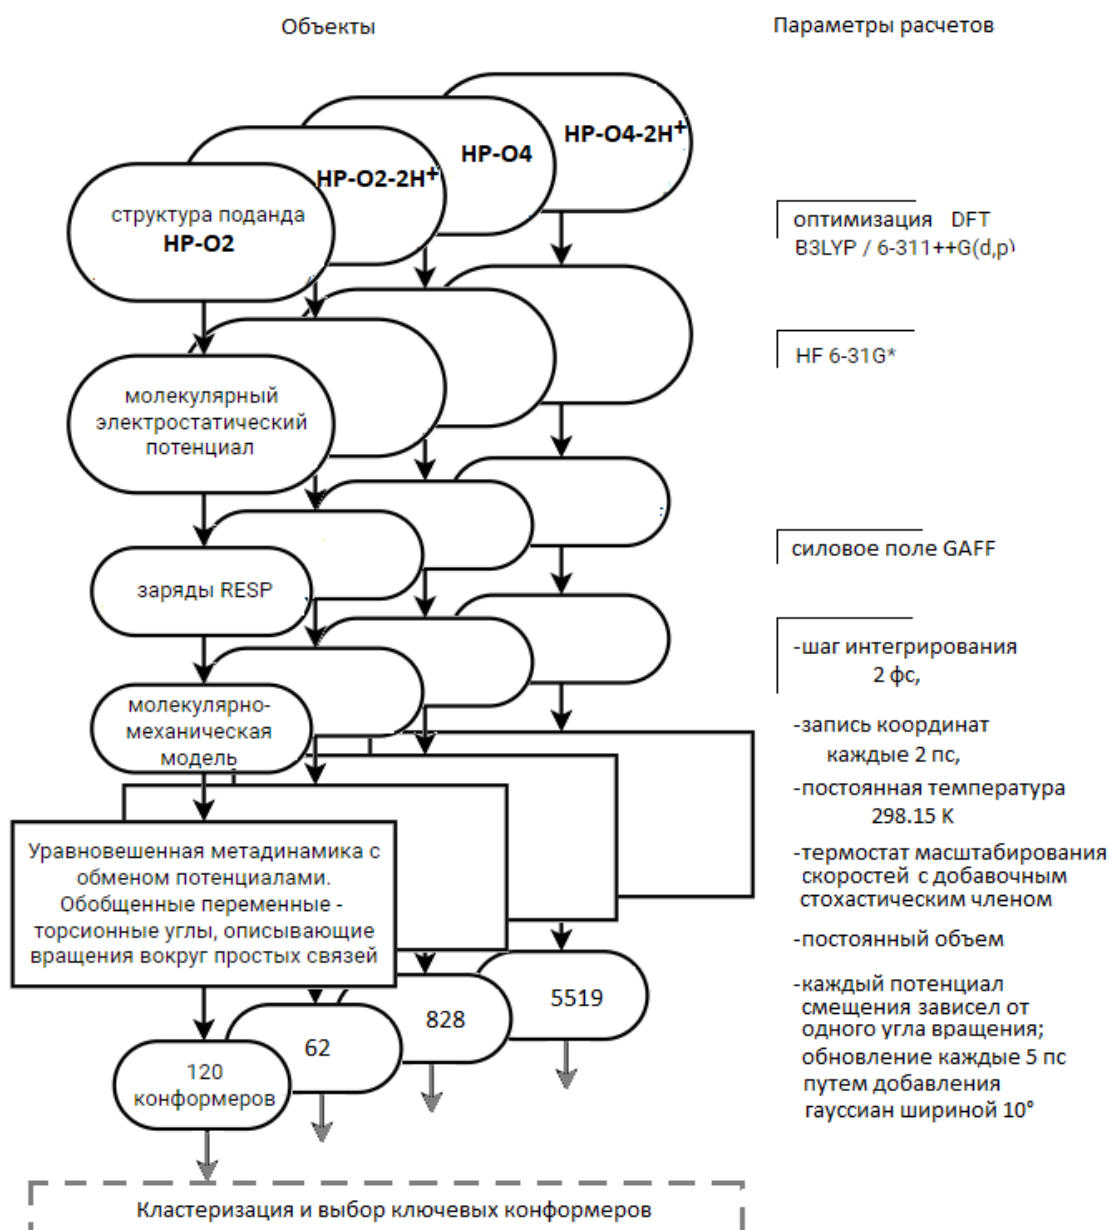 Объекты
Параметры расчетов
HP-O4-2H⁺
HP-O4
HP-O2-2H⁺
структура поданда
HP-O2
оптимизация DFT
B3LYP / 6-311++G(d,p)
HF 6-31G*
молекулярный
электростатический
потенциал
силовое поле GAFF
заряды RESP
-шаг интегрирования
2 фс,
молекулярно-
механическая
модель
-запись координат
каждые 2 пс,
-постоянная температура
298.15 K
Уравновешенная метадинамика с
обменом потенциалами.
Обобщенные переменные -
торсионные углы, описывающие
вращения вокруг простых связей
-термостат масштабирования
скоростей с добавочным
стохастическим членом
-постоянный объем
-каждый потенциал
смещения зависел от
одного угла вращения;
обновление каждые 5 пс
путем добавления
гауссиан шириной 10°
5519
828
62
120
конформеров
Кластеризация и выбор ключевых конформеров